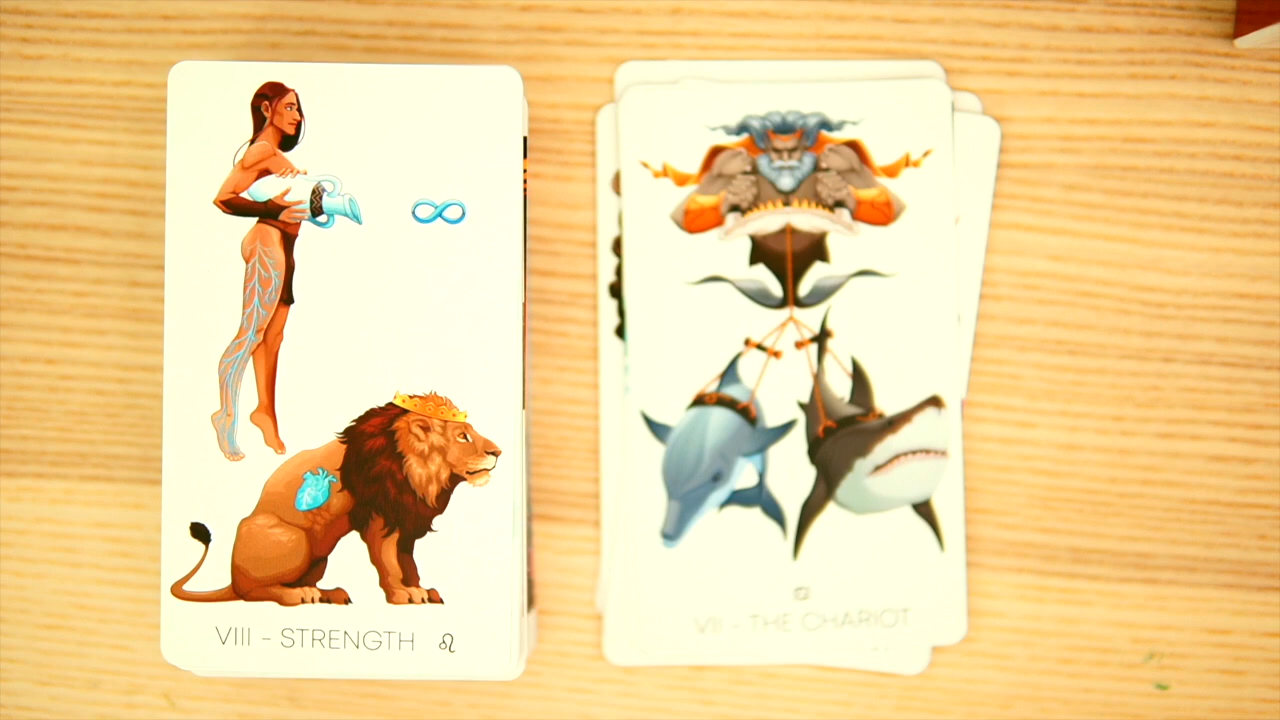 VIII - STRENGTH ♌
VII - THE CHARIOT